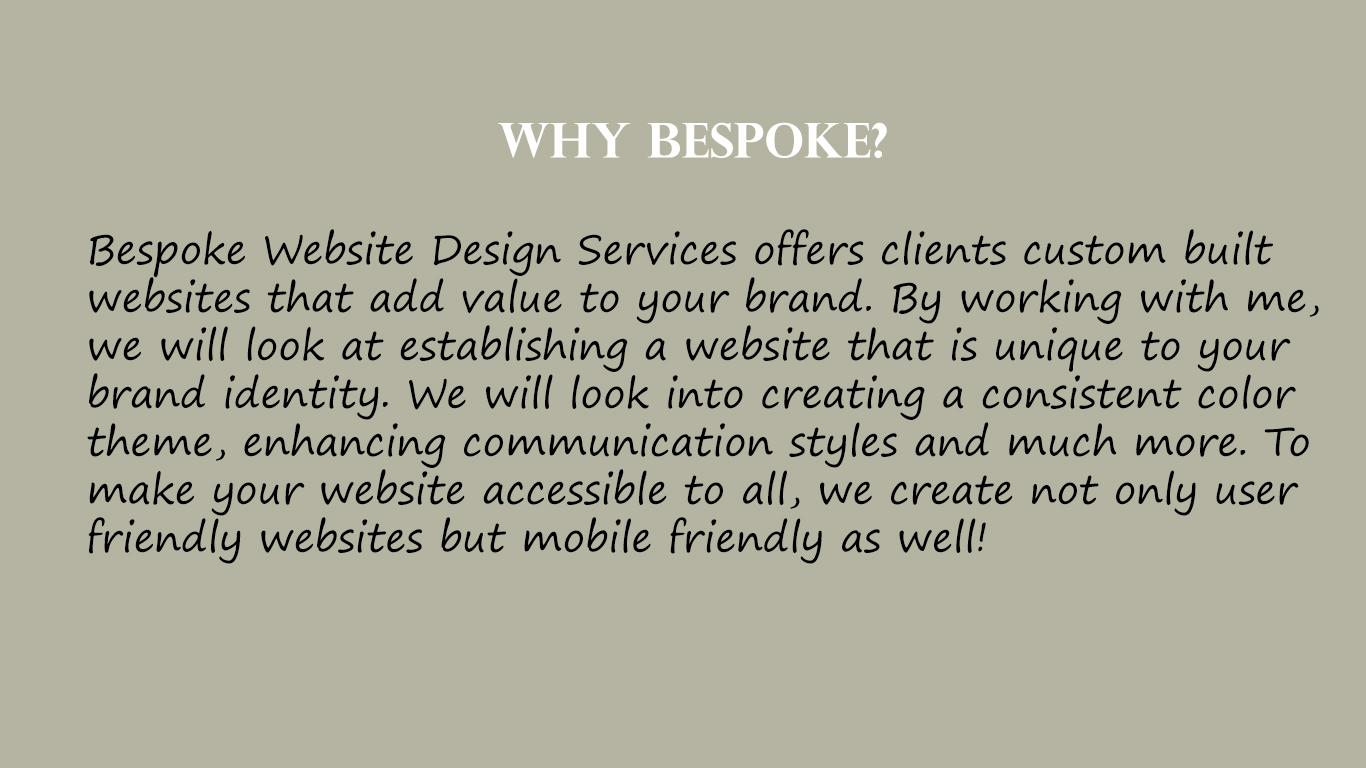 WHY BESPOKE?
Bespoke Website Design Services offers clients custom built
websites that add value to your brand. By working with me,
we will look at establishing a website that is unique to your
brand identity. We will look into creating a consistent color
theme, enhancing communication styles and much more. To
make your website accessible to all, we create not only user
friendly websites but mobile friendly as well!